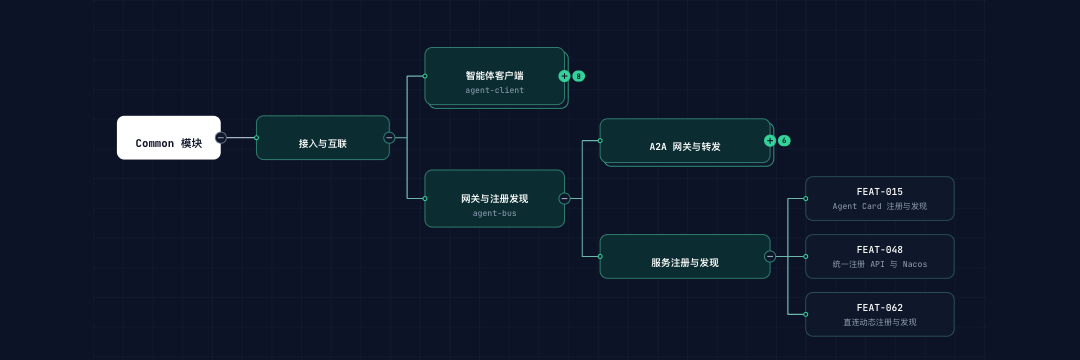 Common 模块
接入与互联
智能体客户端
agent-client
8
网关与注册发现
agent-bus
A2A 网关与转发
6
服务注册与发现
FEAT-015
Agent Card 注册与发现
FEAT-048
统一注册 API 与 Nacos
FEAT-062
直连动态注册与发现